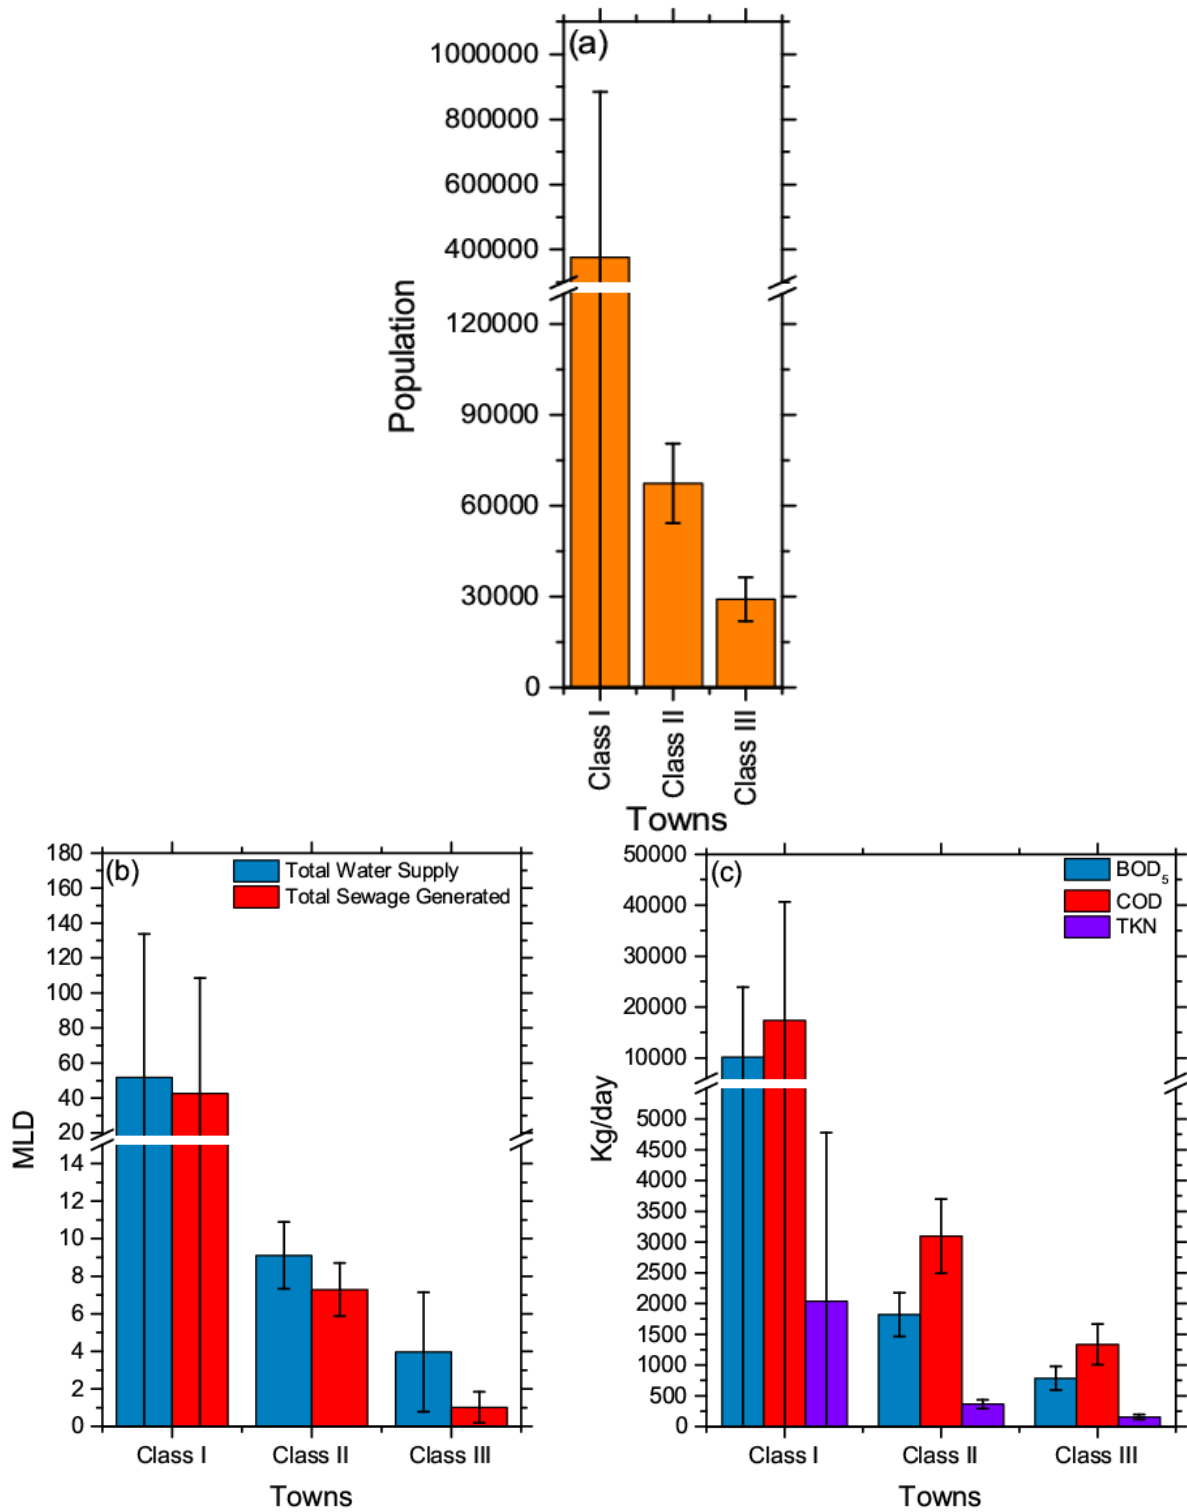 (a)
1000000
800000
600000
400000
120000
90000
60000
30000
0
Population
Class I
Class II
Class III
Towns
(b)
Total Water Supply
Total Sewage Generated
180
160
140
120
100
80
60
40
20
14
12
10
8
6
4
2
0
MLD
Class I
Class II
Class III
Towns
(c)
BOD₅
COD
TKN
50000
40000
30000
20000
10000
5000
4500
4000
3500
3000
2500
2000
1500
1000
500
0
Kg/day
Class I
Class II
Class III
Towns